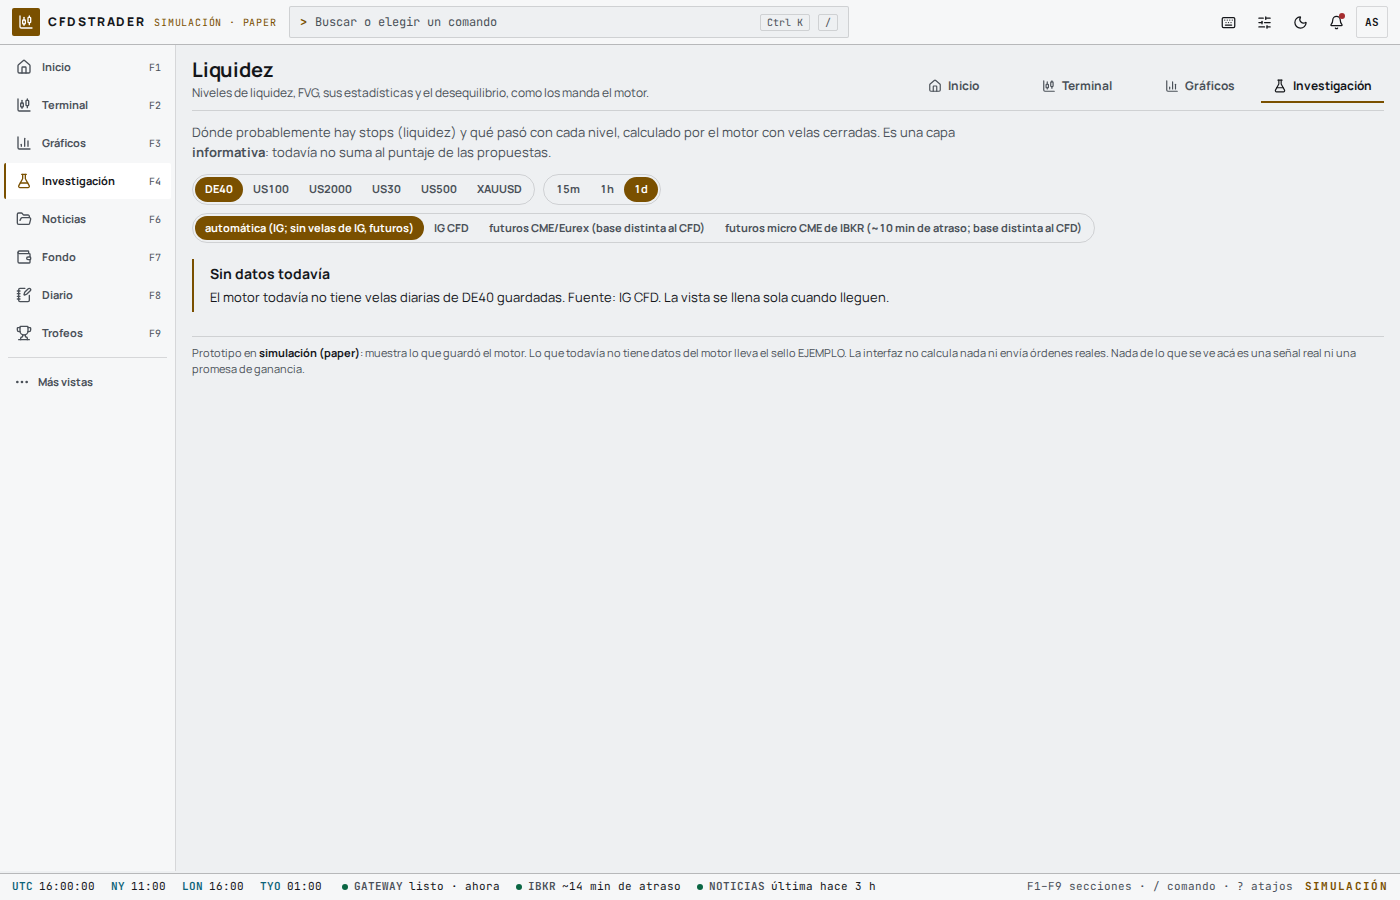 CFDSTRADER SIMULACIÓN · PAPER
> Buscar o elegir un comando Ctrl K /
AS
Inicio F1
Terminal F2
Gráficos F3
Investigación F4
Noticias F6
Fondo F7
Diario F8
Trofeos F9
Más vistas
Liquidez
Niveles de liquidez, FVG, sus estadísticas y el desequilibrio, como los manda el motor.
Inicio Terminal Gráficos Investigación
Dónde probablemente hay stops (liquidez) y qué pasó con cada nivel, calculado por el motor con velas cerradas. Es una capa
informativa: todavía no suma al puntaje de las propuestas.
DE40 US100 US2000 US30 US500 XAUUSD 15m 1h 1d
automática (IG; sin velas de IG, futuros) IG CFD futuros CME/Eurex (base distinta al CFD) futuros micro CME de IBKR (~10 min de atraso; base distinta al CFD)
Sin datos todavía
El motor todavía no tiene velas diarias de DE40 guardadas. Fuente: IG CFD. La vista se llena sola cuando lleguen.
Prototipo en simulación (paper): muestra lo que guardó el motor. Lo que todavía no tiene datos del motor lleva el sello EJEMPLO. La interfaz no calcula nada ni envía órdenes reales. Nada de lo que se ve acá es una señal real ni una
promesa de ganancia.
UTC 16:00:00 NY 11:00 LON 16:00 TYO 01:00 GATEWAY listo · ahora IBKR ~14 min de atraso NOTICIAS última hace 3 h F1–F9 secciones · / comando · ? atajos SIMULACIÓN